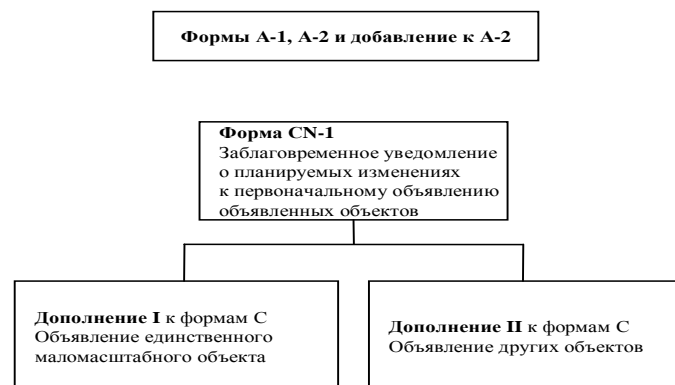 Формы А-1, А-2 и добавление к А-2
Форма CN-1
Заблаговременное уведомление
о планируемых изменениях
к первоначальному объявлению
объявленных объектов
Дополнение I к формам С
Объявление единственного
маломасштабного объекта
Дополнение II к формам С
Объявление других объектов